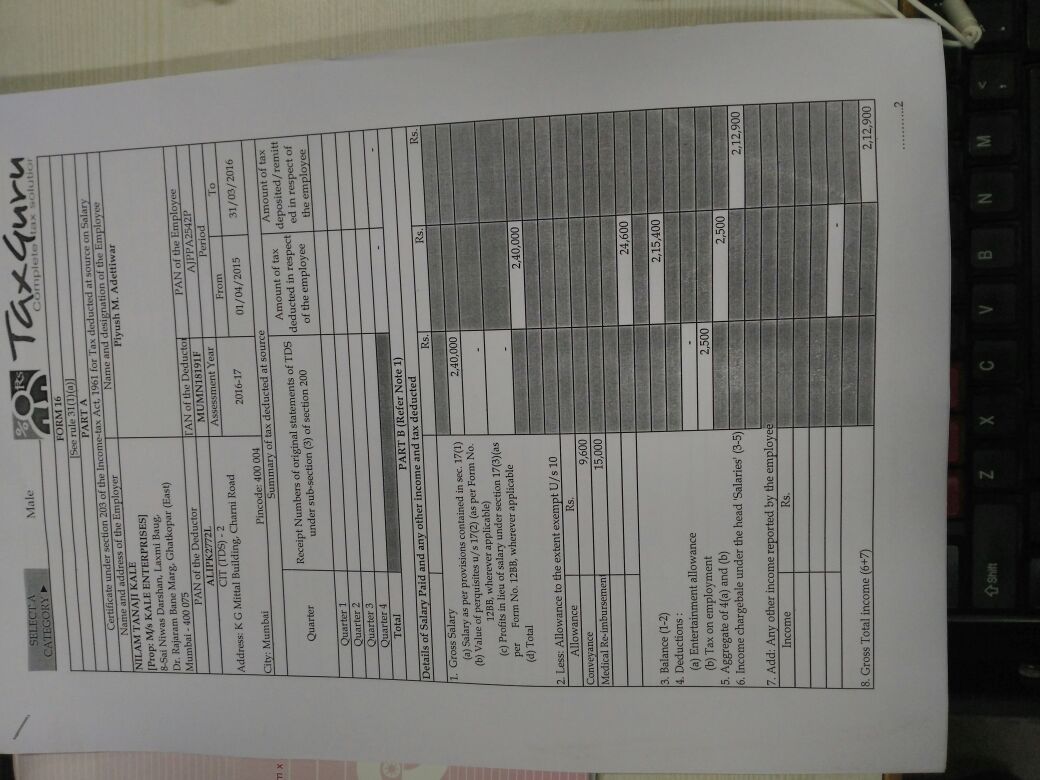 SELECT A
CATEGORY ►
Male
% Rs
TaxGuru
Complete tax solution
FORM 16
[See rule 31(1)(a)]
PART A
Certificate under section 203 of the Income-tax Act, 1961 for Tax deducted at source on Salary
Name and address of the Employer
Name and designation of the Employee
NILAM TANAJI KALE
[Prop: M/s KALE ENTERPRISES]
8-Sai Niwas Darshan, Laxmi Baug,
Dr. Rajaram Bane Marg, Ghatkopar (East)
Mumbai - 400 075
Piyush M. Adettiwar
PAN of the Deductor
TAN of the Deductor
PAN of the Employee
ALIPK2772L
MUMN18191F
AJPPA2542P
CIT (TDS) - 2
Assessment Year
Period
Address: K G Mittal Building, Charni Road
From
To
2016-17
01/04/2015
31/03/2016
City: Mumbai
Pincode: 400 004
Summary of tax deducted at source
Quarter
Receipt Numbers of original statements of TDS
under sub-section (3) of section 200
Amount of tax
deducted in respect
of the employee
Amount of tax
deposited/remitt
ed in respect of
the employee
Quarter 1
Quarter 2
Quarter 3
Quarter 4
Total
-
-
PART B (Refer Note 1)
Details of Salary Paid and any other income and tax deducted
Rs.
Rs.
Rs.
1. Gross Salary
(a) Salary as per provisions contained in sec. 17(1)
2,40,000
(b) Value of perquisites u/s 17(2) (as per Form No.
12BB, wherever applicable)
-
(c) Profits in lieu of salary under section 17(3)(as
per Form No. 12BB, wherever applicable
-
(d) Total
2,40,000
2. Less: Allowance to the extent exempt U/s 10
Allowance
Rs.
Conveyance
9,600
Medical Re-imbursement
15,000
24,600
3. Balance (1-2)
2,15,400
4. Deductions :
(a) Entertainment allowance
-
(b) Tax on employment
2,500
5. Aggregate of 4(a) and (b)
2,500
6. Income chargebale under the head 'Salaries' (3-5)
2,12,900
7. Add: Any other income reported by the employee
Income
Rs.
-
8. Gross Total income (6+7)
2,12,900
...........2
m x
⇧Shift
Z
X
C
V
B
N
M
<
,
.